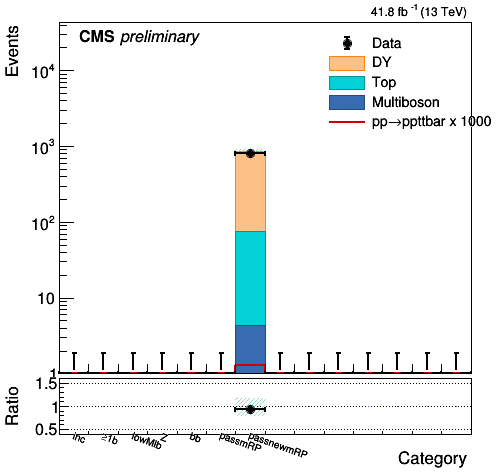 41.8 fb⁻¹ (13 TeV)
CMS preliminary
Events
Data
DY
Top
Multiboson
pp→ppttbar x 1000
10⁴
10³
10²
10
1
Ratio
1.5
1
0.5
inc
≥1b
lowMlb
Z
bb
passmRP
passnewmRP
Category